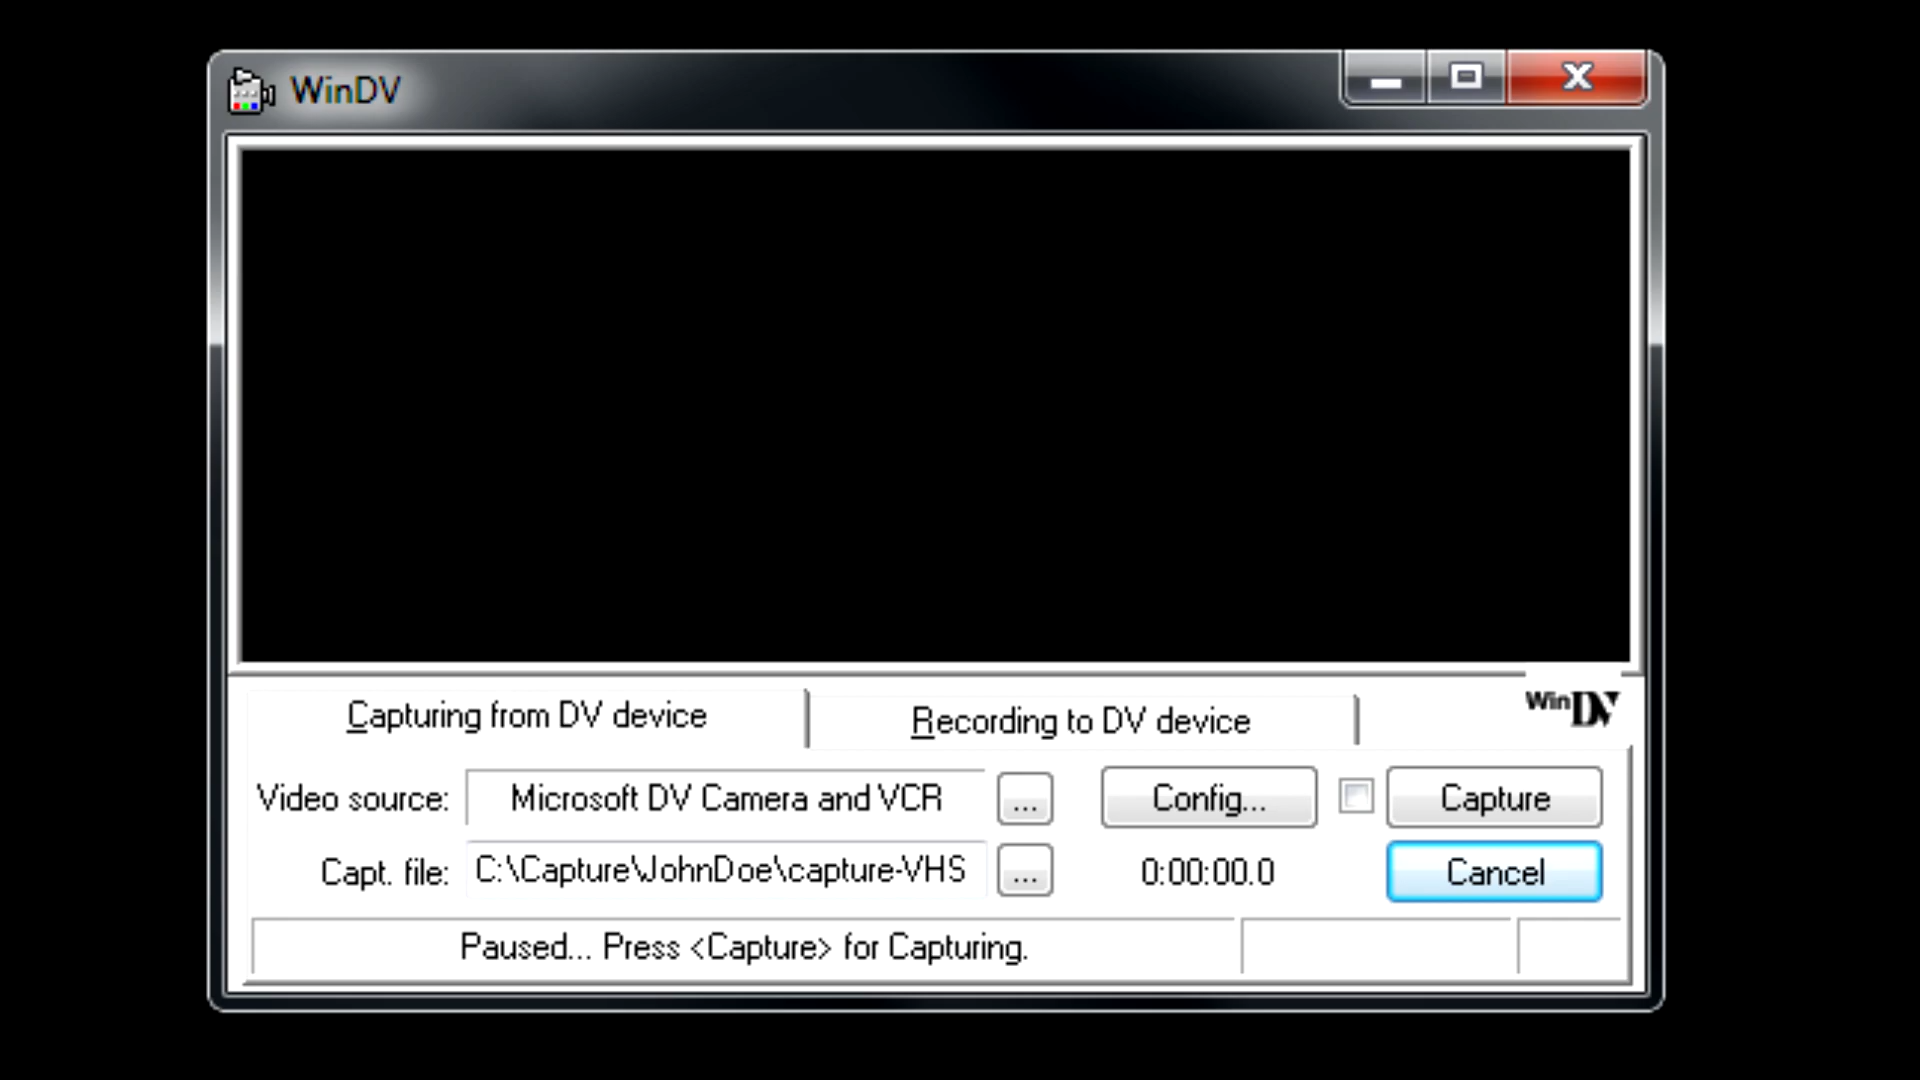 WinDV
Capturing from DV device
Recording to DV device
WinDV
Video source: Microsoft DV Camera and VCR ... Config... Capture
Capt. file: C:\Capture\JohnDoe\capture-VHS ... 0:00:00.0 Cancel
Paused... Press <Capture> for Capturing.